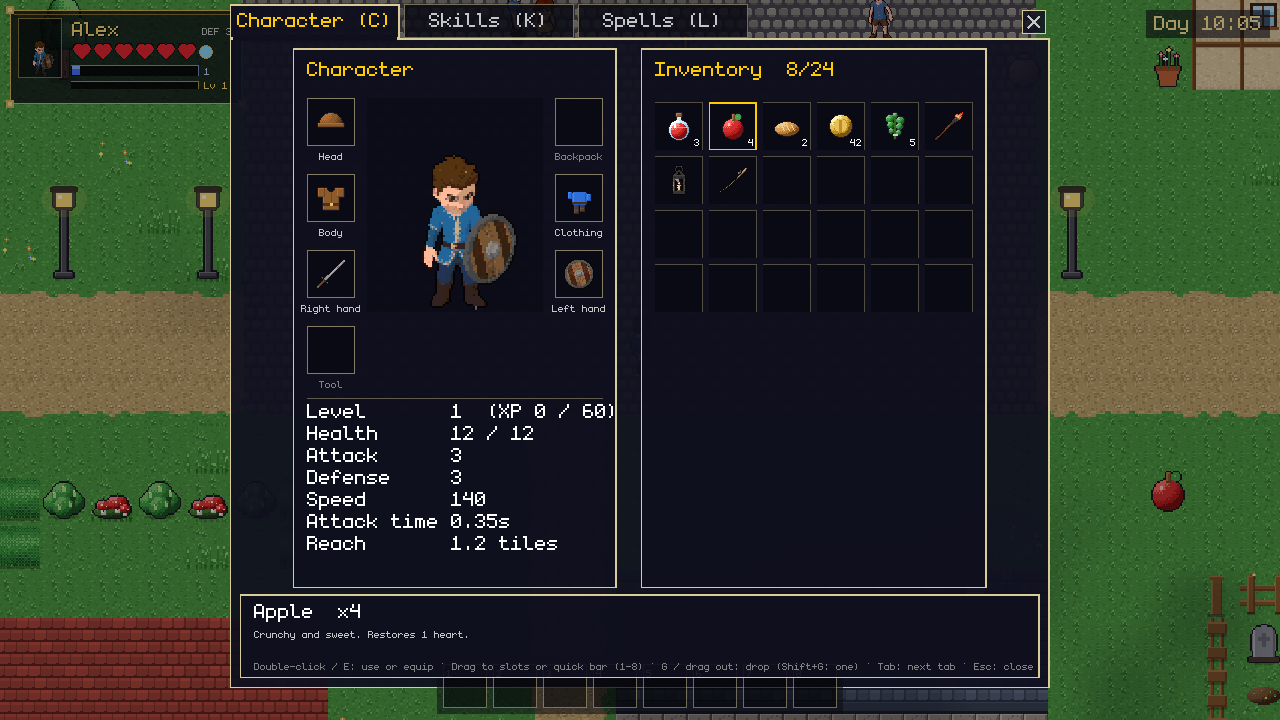 Character (C) Skills (K) Spells (L)
Alex
DEF 3
1
Lv 1
Day 10:05
Character
Head
Backpack
Body
Clothing
Right hand
Left hand
Tool
Level 1 (XP 0 / 60)
Health 12 / 12
Attack 3
Defense 3
Speed 140
Attack time 0.35s
Reach 1.2 tiles
Inventory 8/24
3 4 2 42 5
Apple x4
Crunchy and sweet. Restores 1 heart.
Double-click / E: use or equip · Drag to slots or quick bar (1-8) · G / drag out: drop (Shift+G: one) · Tab: next tab · Esc: close